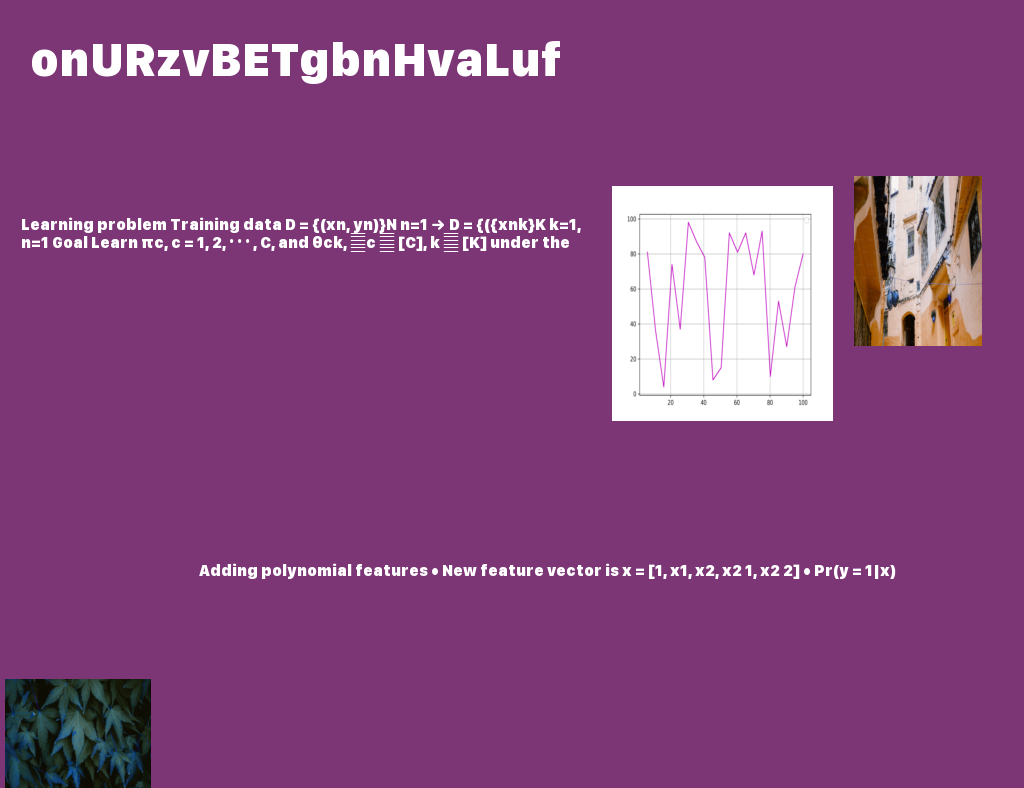 onURzvBETgbnHvaLuf
Learning problem Training data D = {(xn, yn)}N n=1 → D = {({xnk}K k=1,
n=1 Goal Learn πc, c = 1, 2, · · · , C, and θck, c [C], k [K] under the
100
80
60
40
20
0
20 40 60 80 100
Adding polynomial features • New feature vector is x = [1, x1, x2, x2 1, x2 2] • Pr(y = 1|x)